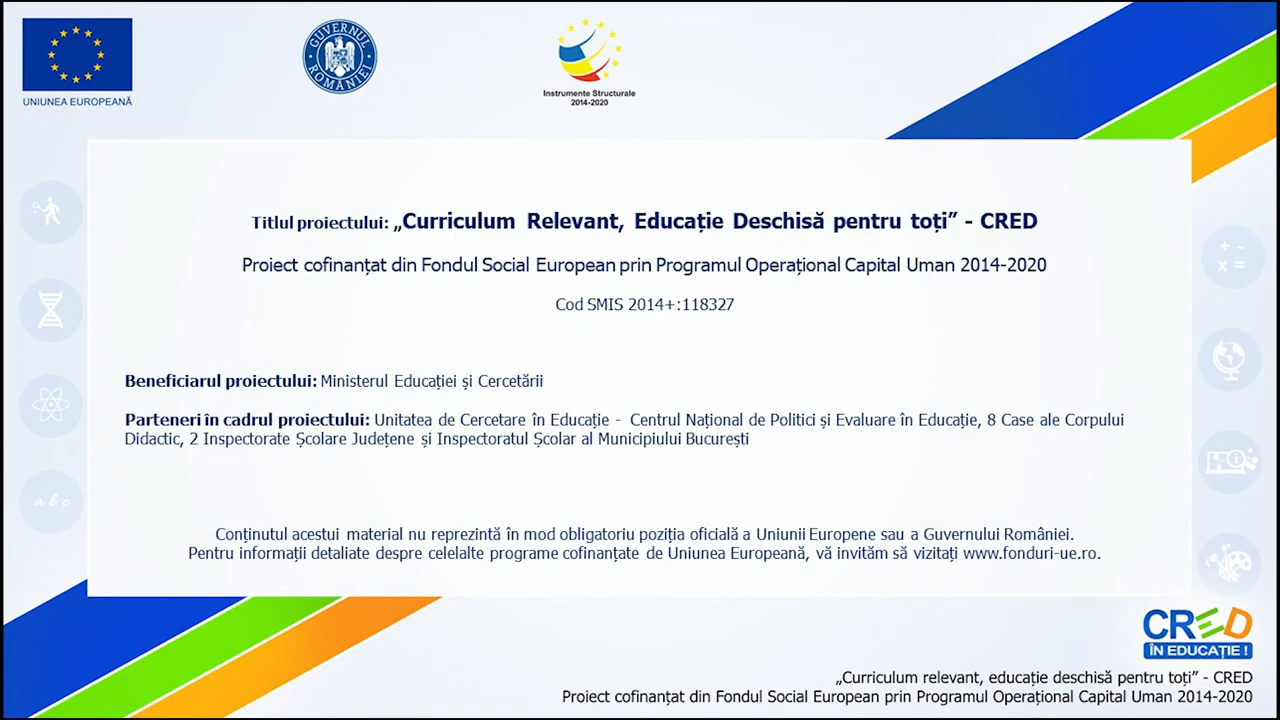 UNIUNEA EUROPEANĂ
GUVERNUL ROMÂNIEI
Instrumente Structurale
2014-2020
Titlul proiectului: „Curriculum Relevant, Educație Deschisă pentru toți” - CRED
Proiect cofinanțat din Fondul Social European prin Programul Operațional Capital Uman 2014-2020
Cod SMIS 2014+:118327
Beneficiarul proiectului: Ministerul Educației și Cercetării
Parteneri în cadrul proiectului: Unitatea de Cercetare în Educație - Centrul Național de Politici și Evaluare în Educație, 8 Case ale Corpului
Didactic, 2 Inspectorate Școlare Județene și Inspectoratul Școlar al Municipiului București
Conținutul acestui material nu reprezintă în mod obligatoriu poziția oficială a Uniunii Europene sau a Guvernului României.
Pentru informații detaliate despre celelalte programe cofinanțate de Uniunea Europeană, vă invităm să vizitați www.fonduri-ue.ro.
+ -
x =
a b c
CRED
ÎN EDUCAȚIE !
„Curriculum relevant, educație deschisă pentru toți” - CRED
Proiect cofinanțat din Fondul Social European prin Programul Operațional Capital Uman 2014-2020